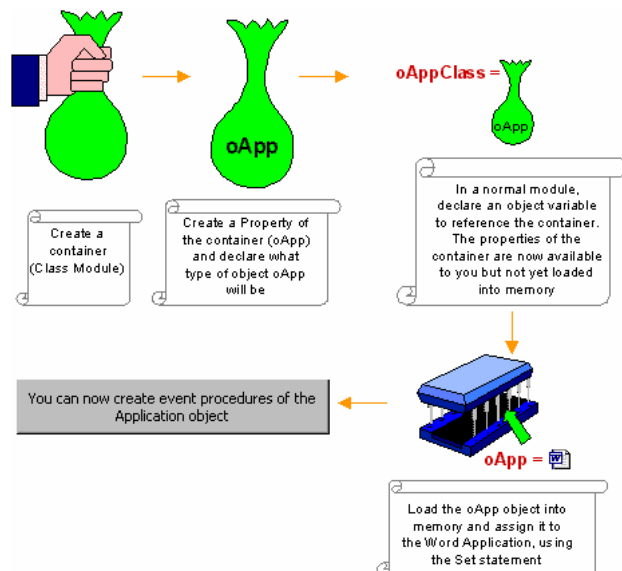 oApp
oAppClass =
oApp
Create a
container
(Class Module)
Create a Property of
the container (oApp)
and declare what
type of object oApp
will be
In a normal module,
declare an object variable
to reference the container.
The properties of the
container are now available
to you but not yet loaded
into memory
You can now create event procedures of the
Application object
oApp = W
Load the oApp object into
memory and assign it to
the Word Application, using
the Set statement